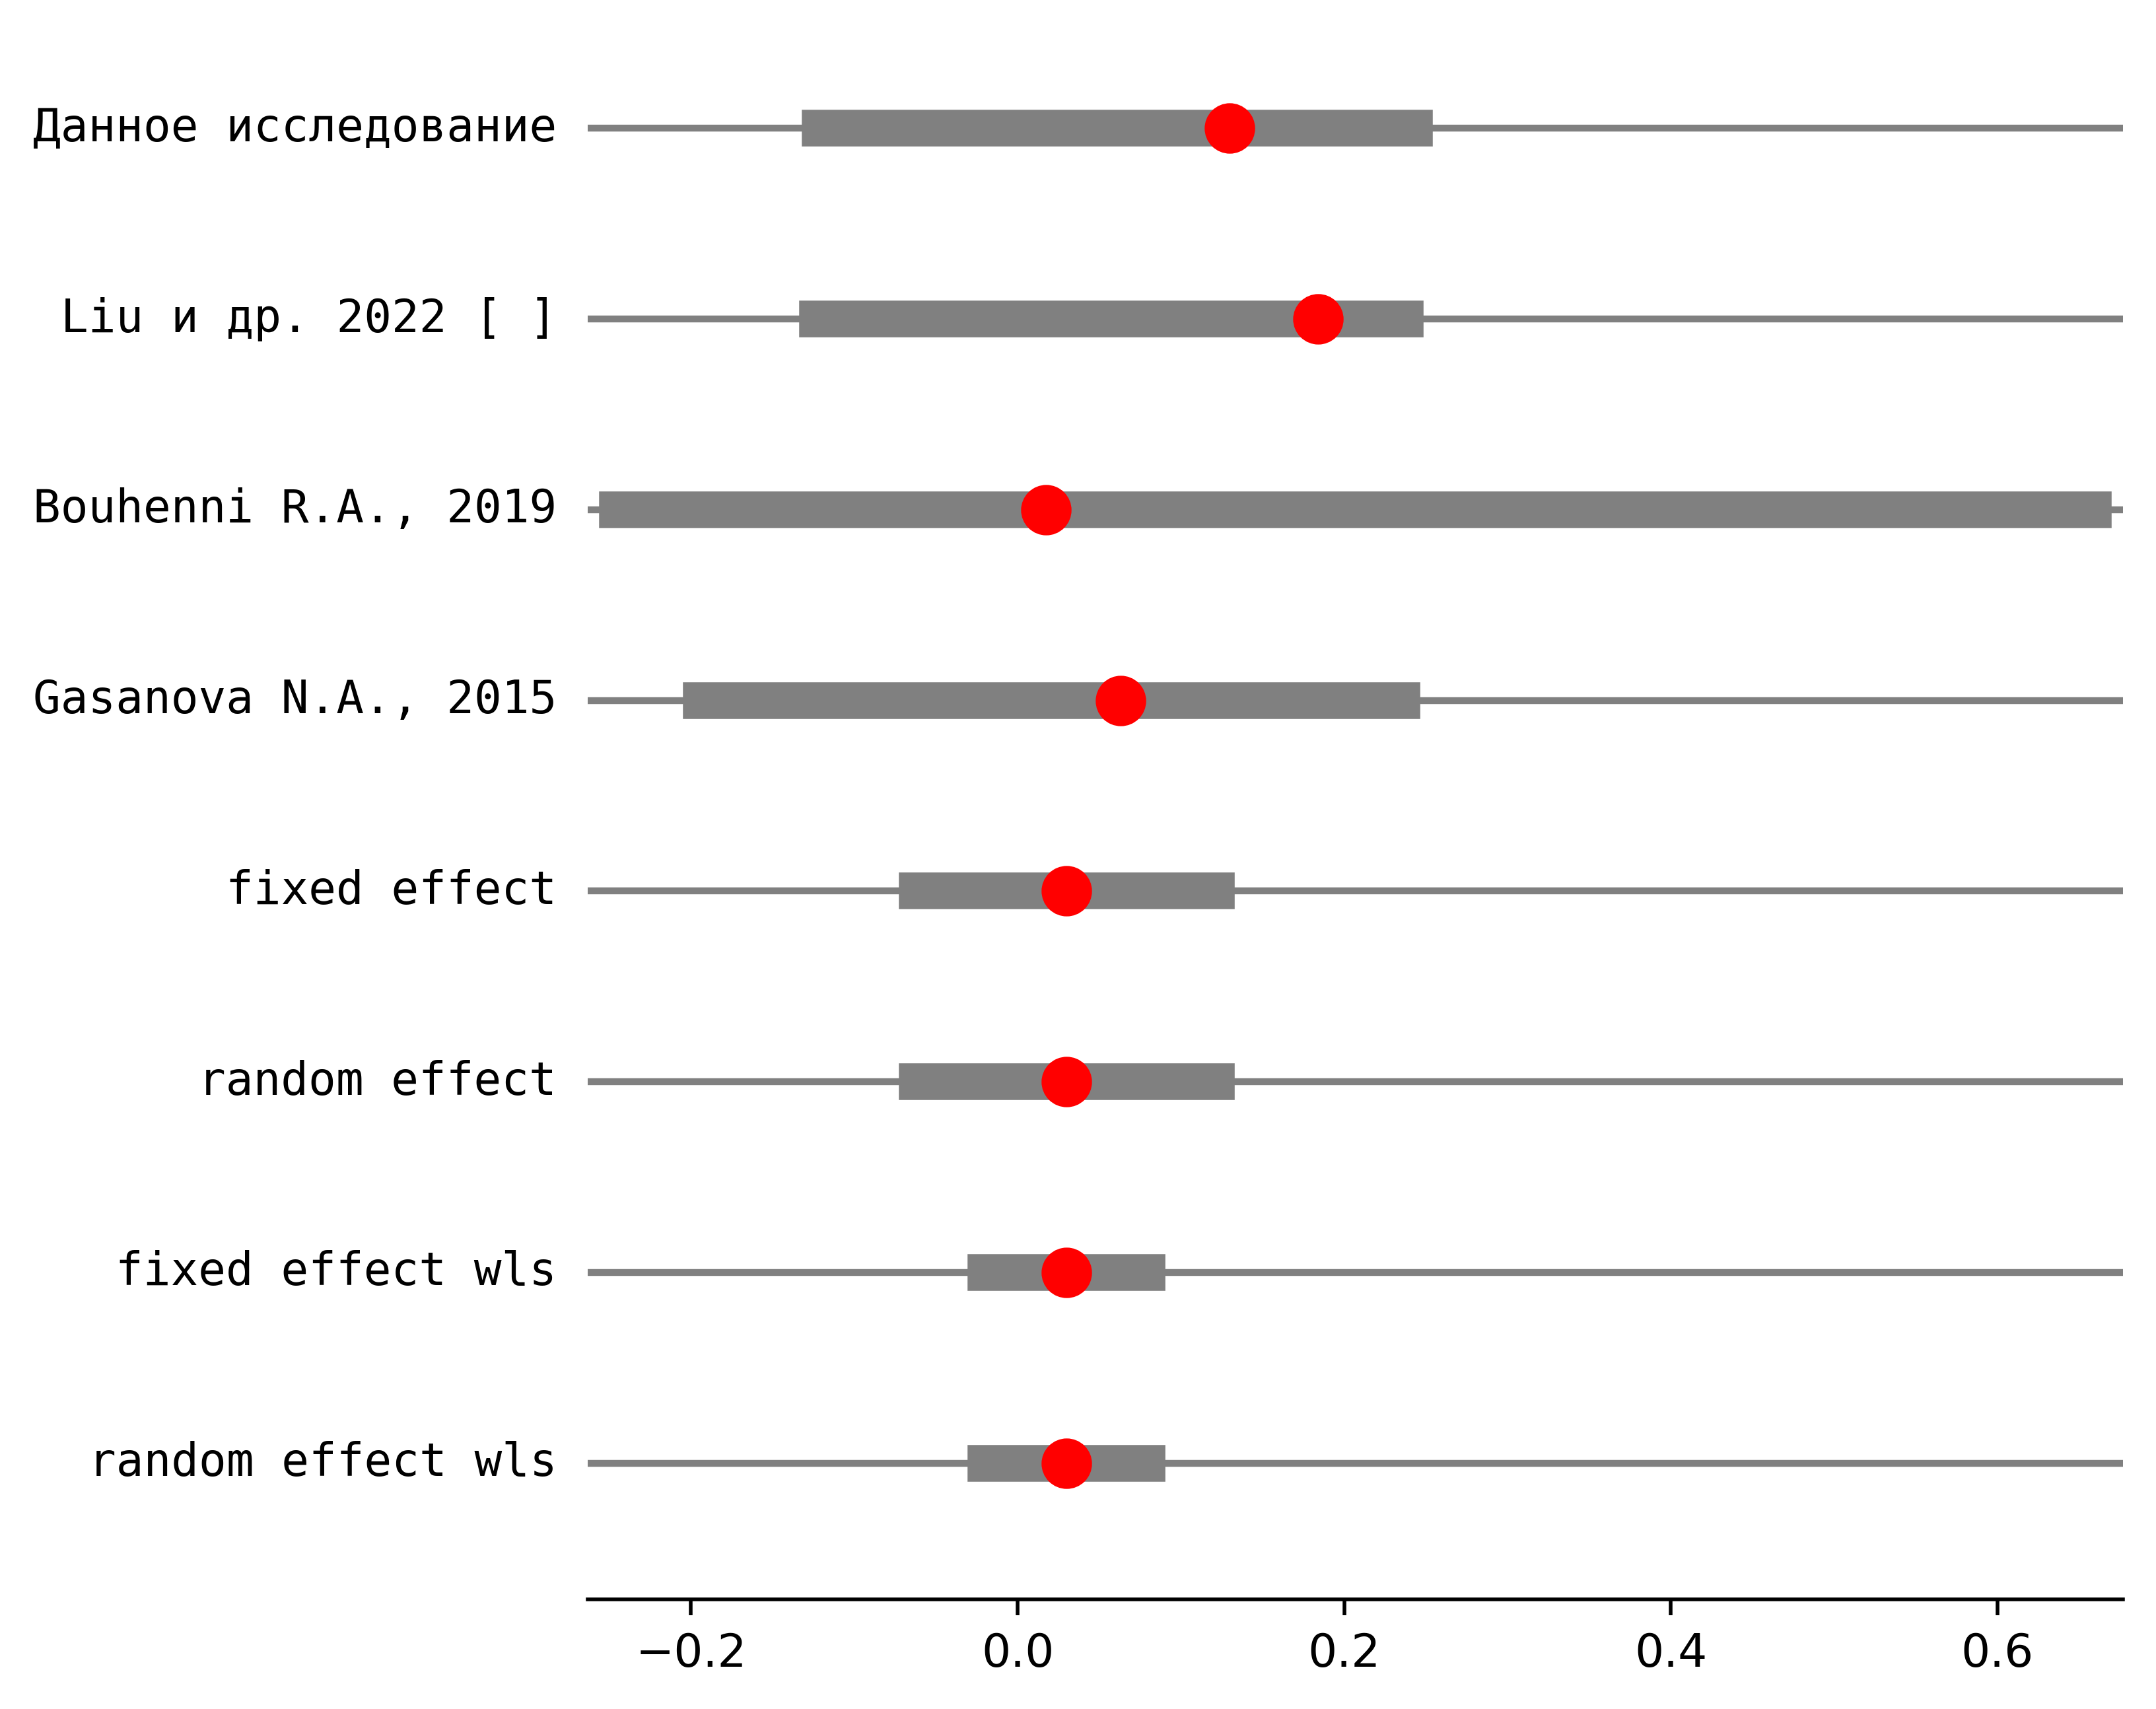 Данное исследование
Liu и др. 2022 [ ]
Bouhenni R.A., 2019
Gasanova N.A., 2015
fixed effect
random effect
fixed effect wls
random effect wls
−0.2 0.0 0.2 0.4 0.6